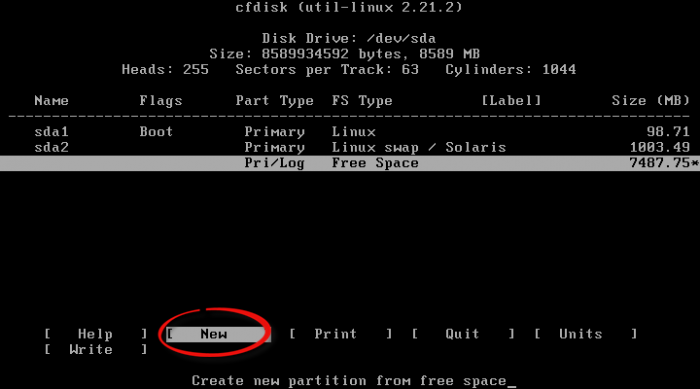 cfdisk (util-linux 2.21.2)
Disk Drive: /dev/sda
Size: 8589934592 bytes, 8589 MB
Heads: 255   Sectors per Track: 63   Cylinders: 1044
Name   Flags   Part Type   FS Type   [Label]   Size (MB)
sda1   Boot   Primary   Linux   98.71
sda2   Primary   Linux swap / Solaris   1003.49
Pri/Log   Free Space   7487.75*
[ Help ] [ New ] [ Print ] [ Quit ] [ Units ]
[ Write ]
Create new partition from free space_